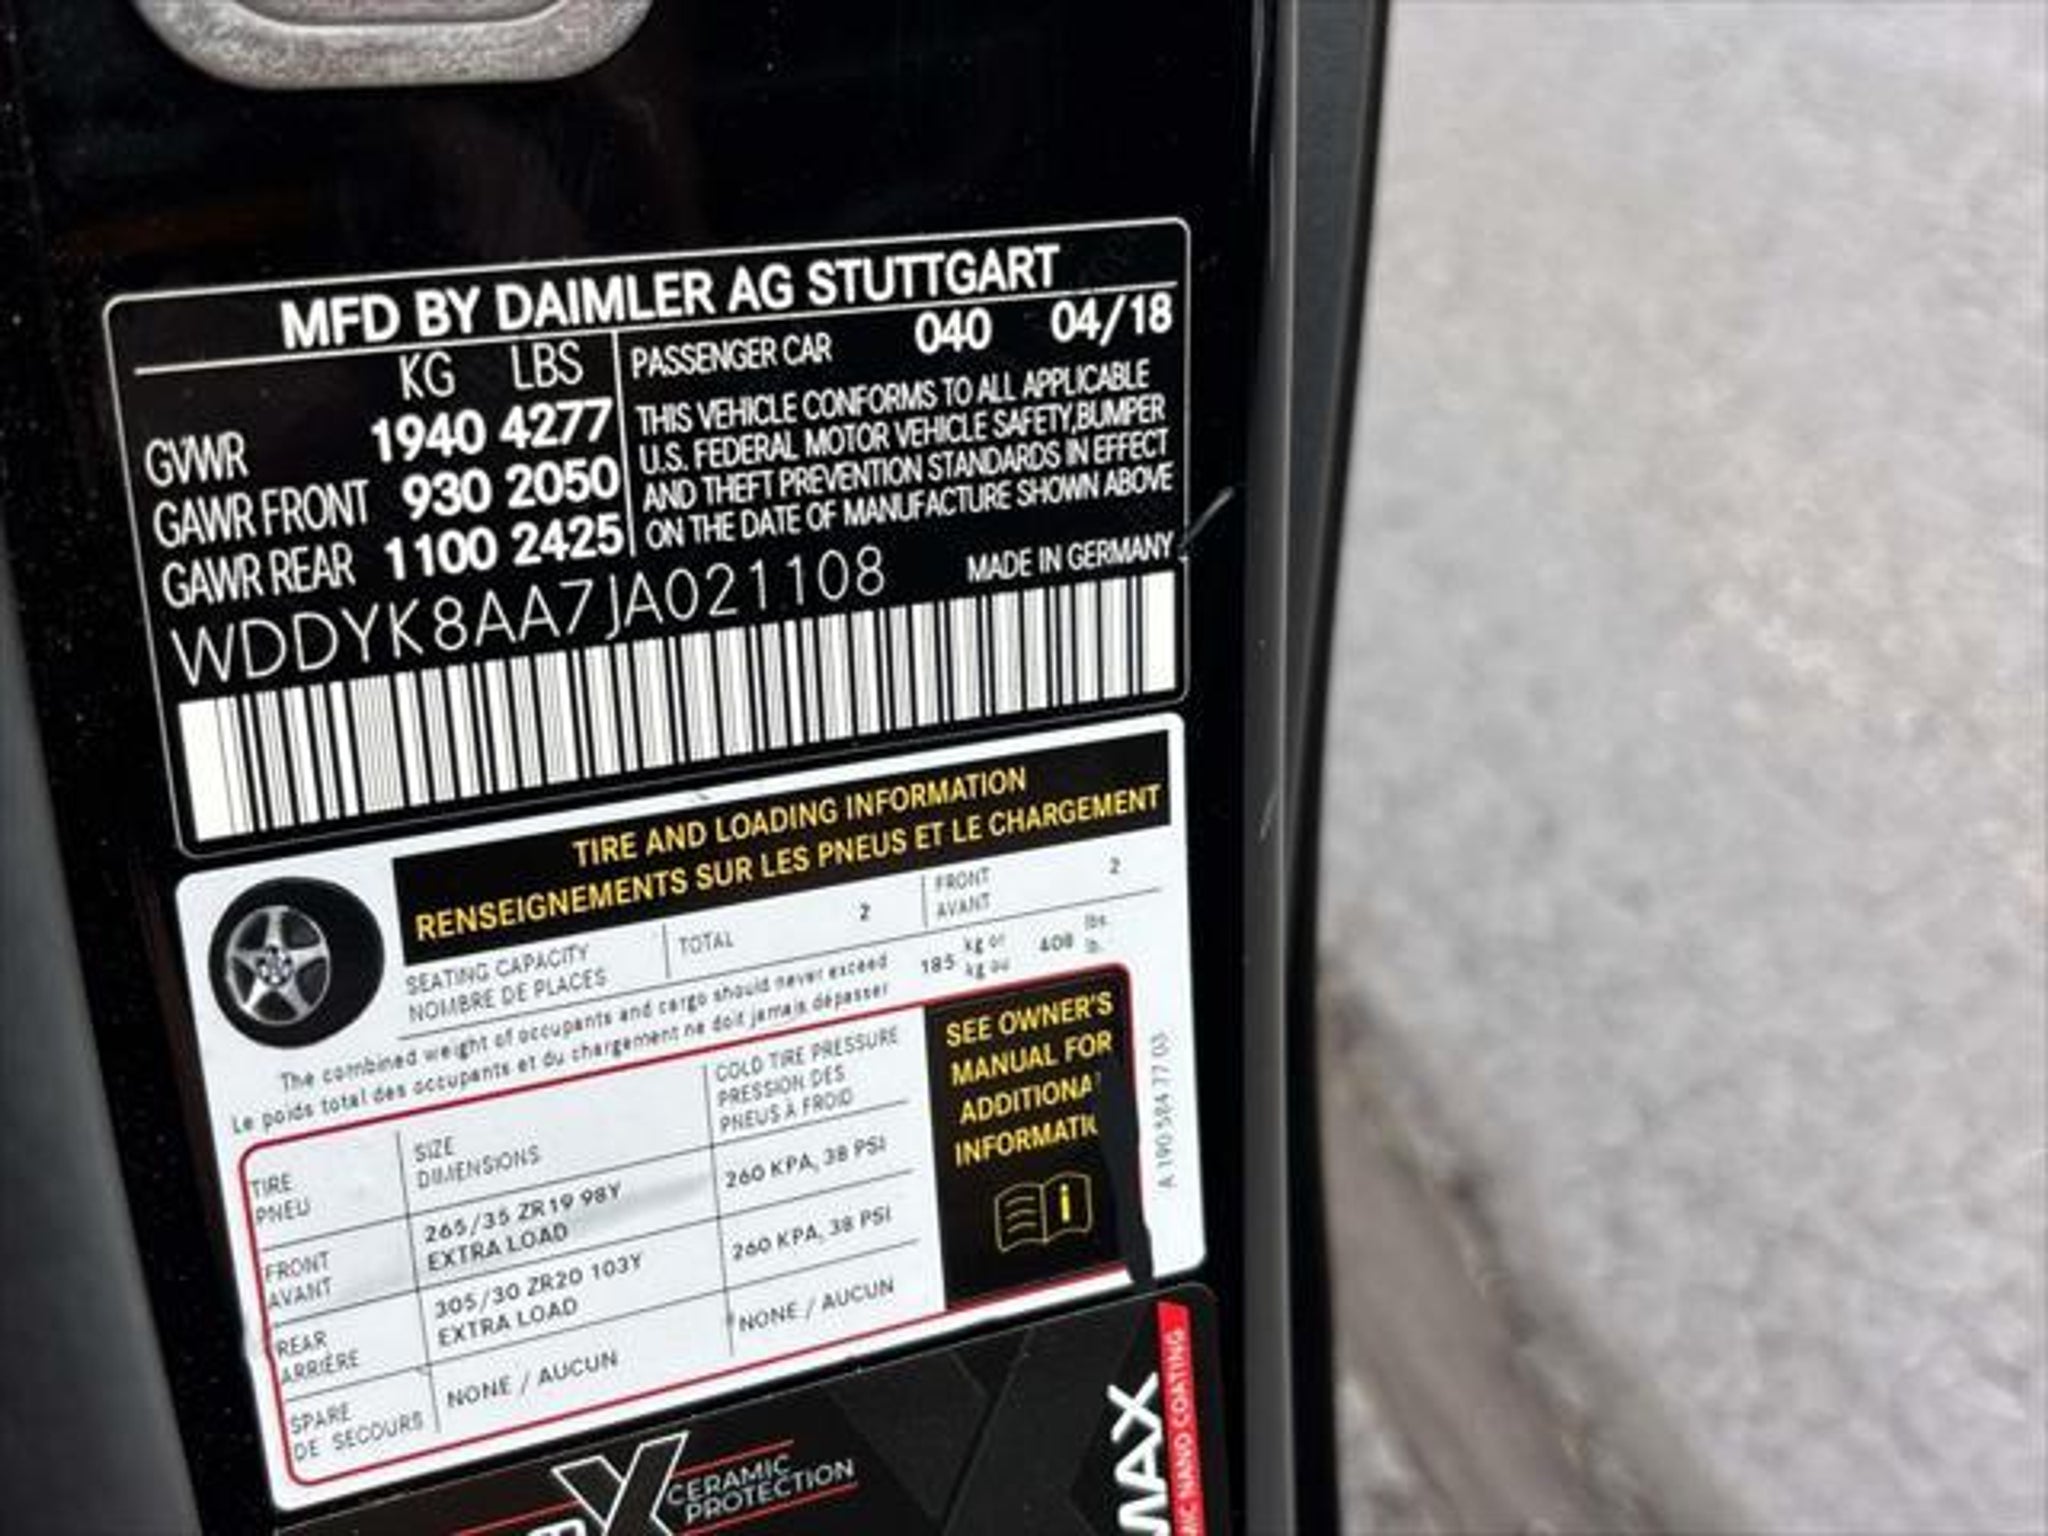 MFD BY DAIMLER AG STUTTGART
KG LBS
GVWR 1940 4277
GAWR FRONT 930 2050
GAWR REAR 1100 2425
PASSENGER CAR 040 04/18
THIS VEHICLE CONFORMS TO ALL APPLICABLE
U.S. FEDERAL MOTOR VEHICLE SAFETY,BUMPER
AND THEFT PREVENTION STANDARDS IN EFFECT
ON THE DATE OF MANUFACTURE SHOWN ABOVE
WDDYK8AA7JA021108
MADE IN GERMANY
TIRE AND LOADING INFORMATION
RENSEIGNEMENTS SUR LES PNEUS ET LE CHARGEMENT
SEATING CAPACITY
NOMBRE DE PLACES
TOTAL 2
FRONT 2
AVANT
The combined weight of occupants and cargo should never exceed 185 kg or 408 lbs.
Le poids total des occupants et du chargement ne doit jamais dépasser kg ou lb.
TIRE
PNEU
SIZE
DIMENSIONS
COLD TIRE PRESSURE
PRESSION DES
PNEUS À FROID
FRONT
AVANT
265/35 ZR19 98Y
EXTRA LOAD
260 KPA, 38 PSI
REAR
ARRIÈRE
305/30 ZR20 103Y
EXTRA LOAD
260 KPA, 38 PSI
SPARE
DE SECOURS
NONE / AUCUN
NONE / AUCUN
SEE OWNER'S
MANUAL FOR
ADDITIONA
INFORMATI
A 190 584 77 03
CERAMIC
PROTECTION
MAX
NANO COATING